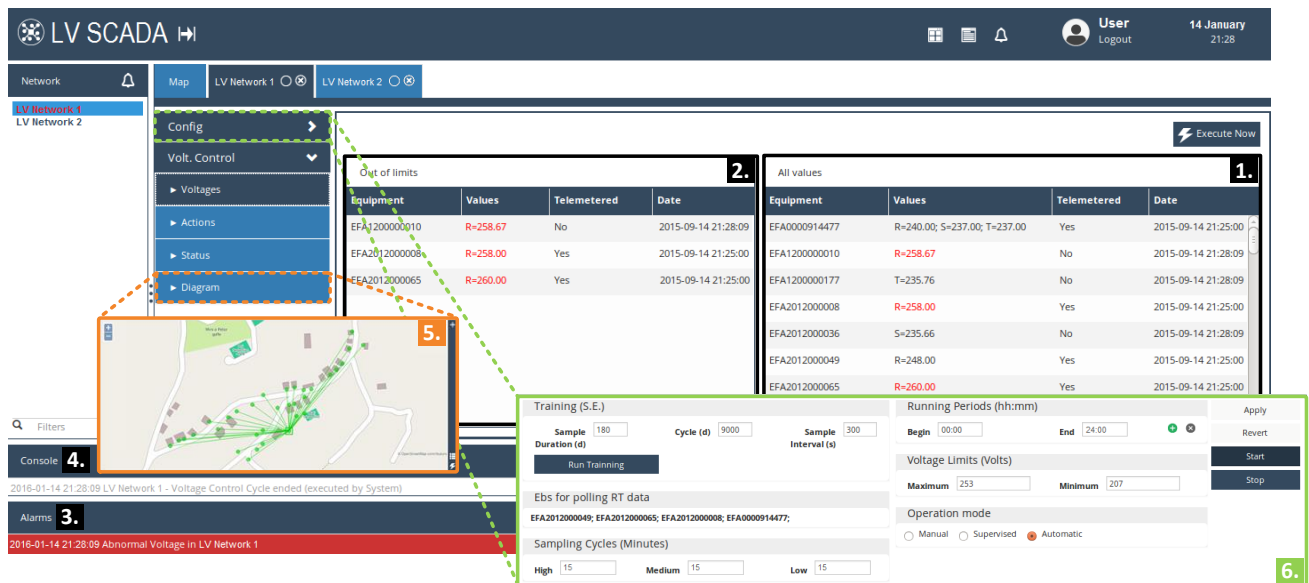 LV SCADA
User
Logout
14 January
21:28
Network
Map
LV Network 1
LV Network 2
LV Network 1
LV Network 2
Config
Volt. Control
Voltages
Actions
Status
Diagram
Execute Now
Out of limits
2.
Equipment Values Telemetered Date
EFA1200000010 R=258.67 No 2015-09-14 21:28:09
EFA2012000008 R=258.00 Yes 2015-09-14 21:25:00
EFA2012000065 R=260.00 Yes 2015-09-14 21:25:00
All values
1.
Equipment Values Telemetered Date
EFA0000914477 R=240.00; S=237.00; T=237.00 Yes 2015-09-14 21:25:00
EFA1200000010 R=258.67 No 2015-09-14 21:28:09
EFA1200000177 T=235.76 No 2015-09-14 21:28:09
EFA2012000008 R=258.00 Yes 2015-09-14 21:25:00
EFA2012000036 S=235.66 No 2015-09-14 21:28:09
EFA2012000049 R=248.00 Yes 2015-09-14 21:25:00
EFA2012000065 R=260.00 Yes 2015-09-14 21:25:00
5.
Filters
Console 4.
2016-01-14 21:28:09 LV Network 1 - Voltage Control Cycle ended (executed by System)
Alarms 3.
2016-01-14 21:28:09 Abnormal Voltage in LV Network 1
Training (S.E.)
Sample Duration (d) 180 Cycle (d) 9000 Sample Interval (s) 300
Run Trainning
Ebs for polling RT data
EFA2012000049; EFA2012000065; EFA2012000008; EFA0000914477;
Sampling Cycles (Minutes)
High 15 Medium 15 Low 15
Running Periods (hh:mm)
Begin 00:00 End 24:00
Voltage Limits (Volts)
Maximum 253 Minimum 207
Operation mode
Manual Supervised Automatic
Apply
Revert
Start
Stop
6.